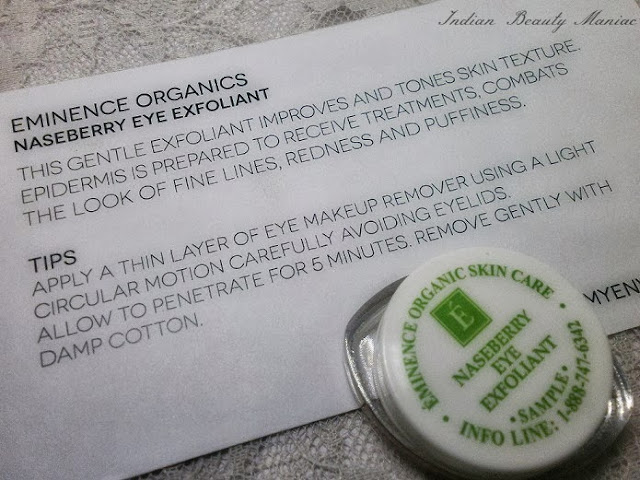 Indian Beauty Maniac
EMINENCE ORGANICS
NASEBERRY EYE EXFOLIANT
THIS GENTLE EXFOLIANT IMPROVES AND TONES SKIN TEXTURE.
EPIDERMIS IS PREPARED TO RECEIVE TREATMENTS, COMBATS
THE LOOK OF FINE LINES, REDNESS AND PUFFINESS.
TIPS
APPLY A THIN LAYER OF EYE MAKEUP REMOVER USING A LIGHT
CIRCULAR MOTION CAREFULLY AVOIDING EYELIDS.
ALLOW TO PENETRATE FOR 5 MINUTES. REMOVE GENTLY WITH
DAMP COTTON.
MYENV
• EMINENCE ORGANIC SKIN CARE •
É
NASEBERRY
EYE
EXFOLIANT
•SAMPLE•
INFO LINE: 1-888-747-6342